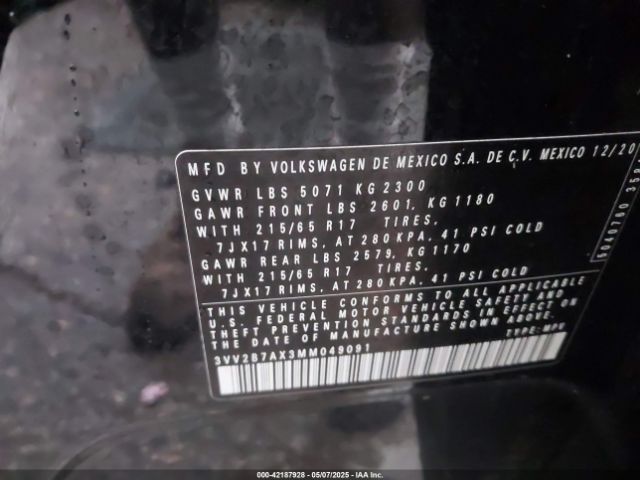 MFD BY VOLKSWAGEN DE MEXICO S.A. DE C.V. MEXICO 12/20
GVWR LBS 5071 KG 2300
GAWR FRONT LBS 2601, KG 1180
WITH 215/65 R17 TIRES,
7JX17 RIMS, AT 280 KPA, 41 PSI COLD
GAWR REAR LBS 2579, KG 1170
WITH 215/65 R17 TIRES,
7JX17 RIMS, AT 280 KPA, 41 PSI COLD
THIS VEHICLE CONFORMS TO ALL APPLICABLE
U.S. FEDERAL MOTOR VEHICLE SAFETY AND
THEFT PREVENTION STANDARDS IN EFFECT ON
THE DATE OF MANUFACTURE SHOWN ABOVE.
3VV2B7AX3MM049091 TYPE: MPV
000-42187928 - 05/07/2025 - IAA Inc.